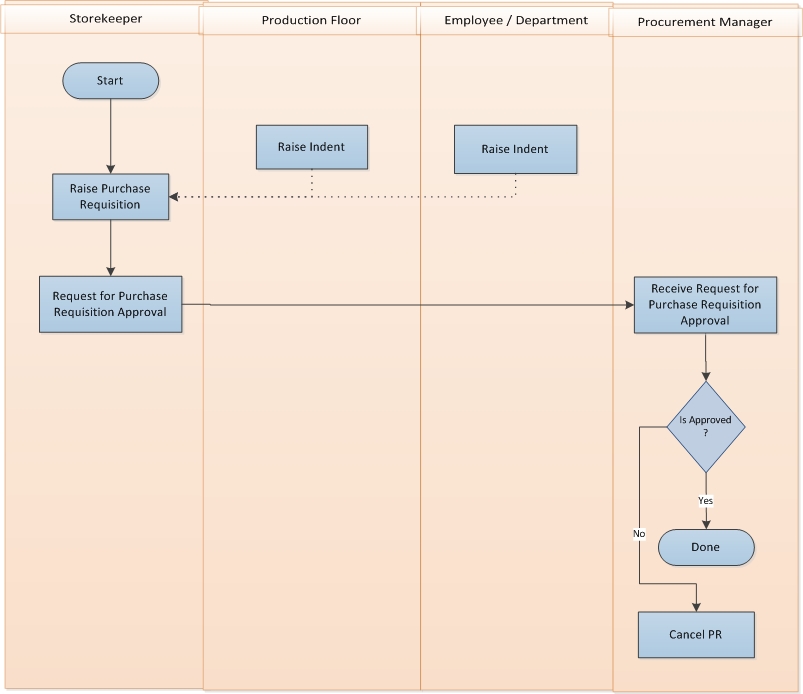 Storekeeper
Production Floor
Employee / Department
Procurement Manager
Start
Raise Indent
Raise Indent
Raise Purchase
Requisition
Request for Purchase
Requisition Approval
Receive Request for
Purchase Requisition
Approval
Is Approved
?
Yes
No
Done
Cancel PR